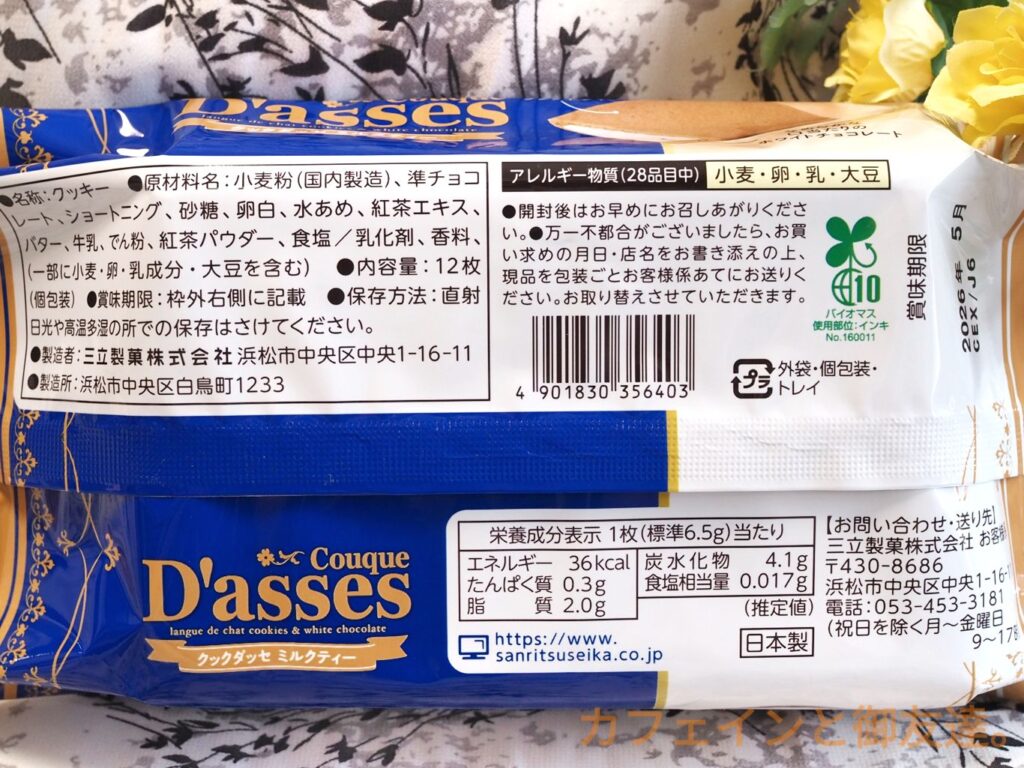 Couque
D'asses
langue de chat cookies & white chocolate
●名称:クッキー ●原材料名:小麦粉(国内製造)、準チョコ
レート、ショートニング、砂糖、卵白、水あめ、紅茶エキス、
バター、牛乳、でん粉、紅茶パウダー、食塩/乳化剤、香料、
(一部に小麦・卵・乳成分・大豆を含む) ●内容量:12枚
(個包装) ●賞味期限:枠外右側に記載 ●保存方法:直射
日光や高温多湿の所での保存はさけてください。
●製造者:三立製菓株式会社 浜松市中央区中央1-16-11
●製造所:浜松市中央区白鳥町1233
アレルギー物質(28品目中) 小麦・卵・乳・大豆
●開封後はお早めにお召しあがりくださ
い。●万一不都合がございましたら、お買
い求めの月日・店名をお書き添えの上、
現品を包装ごとお客様係あてにお送りく
ださい。お取り替えさせていただきます。
4 901830 356403
プラ
外袋・個包装・
トレイ
10
バイオマス
使用部位:インキ
No.160011
賞味期限
2026年 5月
CEX/J6
ホワイトチョコレート
Couque
D'asses
langue de chat cookies & white chocolate
クックダッセ ミルクティー
栄養成分表示 1枚(標準6.5g)当たり
エネルギー 36kcal 炭水化物 4.1g
たんぱく質 0.3g 食塩相当量 0.017g
脂質 2.0g
(推定値)
https://www.
sanritsuseika.co.jp
日本製
【お問い合わせ・送り先】
三立製菓株式会社 お客様
〒430-8686
浜松市中央区中央1-16-1
電話:053-453-3181
(祝日を除く月〜金曜日
9〜17時
カフェインと御友達。